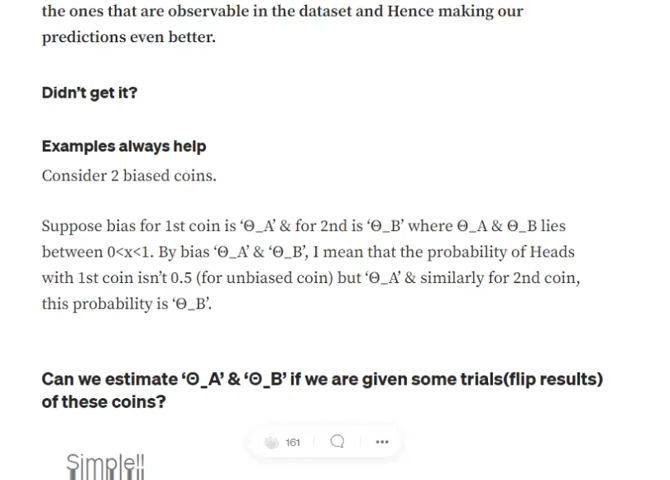 the ones that are observable in the dataset and Hence making our
predictions even better.
Didn't get it?
Examples always help
Consider 2 biased coins.
Suppose bias for 1st coin is ‘Θ_A’ & for 2nd is ‘Θ_B’ where Θ_A & Θ_B lies
between 0<x<1. By bias ‘Θ_A’ & ‘Θ_B’, I mean that the probability of Heads
with 1st coin isn’t 0.5 (for unbiased coin) but ‘Θ_A’ & similarly for 2nd coin,
this probability is ‘Θ_B’.
Can we estimate ‘Θ_A’ & ‘Θ_B’ if we are given some trials(flip results)
of these coins?
161
Simple!!